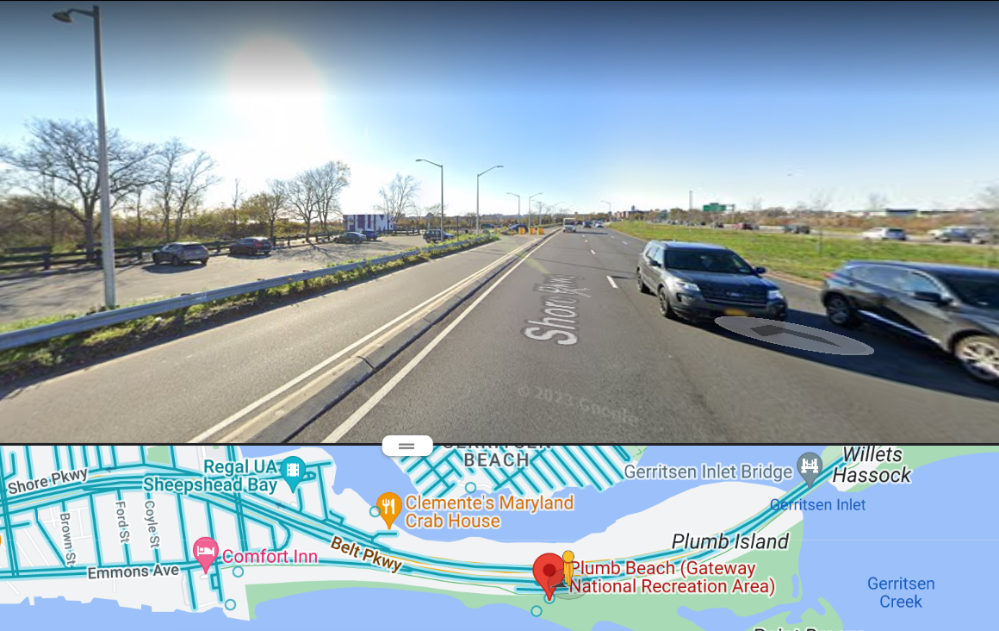 PLUM
Shore Pkwy
© 2023 Google
GERRITSEN
BEACH
Willets
Hassock
Regal UA
Sheepshead Bay
Gerritsen Inlet Bridge
Shore Pkwy
Clemente's Maryland
Crab House
Gerritsen Inlet
Brown St
Ford St
Coyle St
Plumb Island
Belt Pkwy
Comfort Inn
Emmons Ave
Plumb Beach (Gateway
National Recreation Area)
Gerritsen
Creek